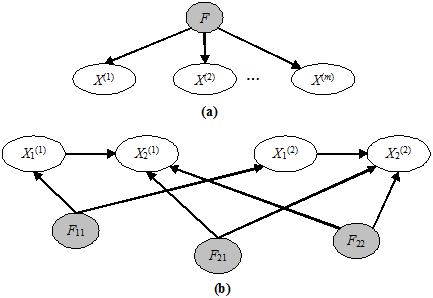 F
X(1) X(2) ... X(m)
(a)
X1(1) X2(1) X1(2) X2(2)
F11 F21 F22
(b)